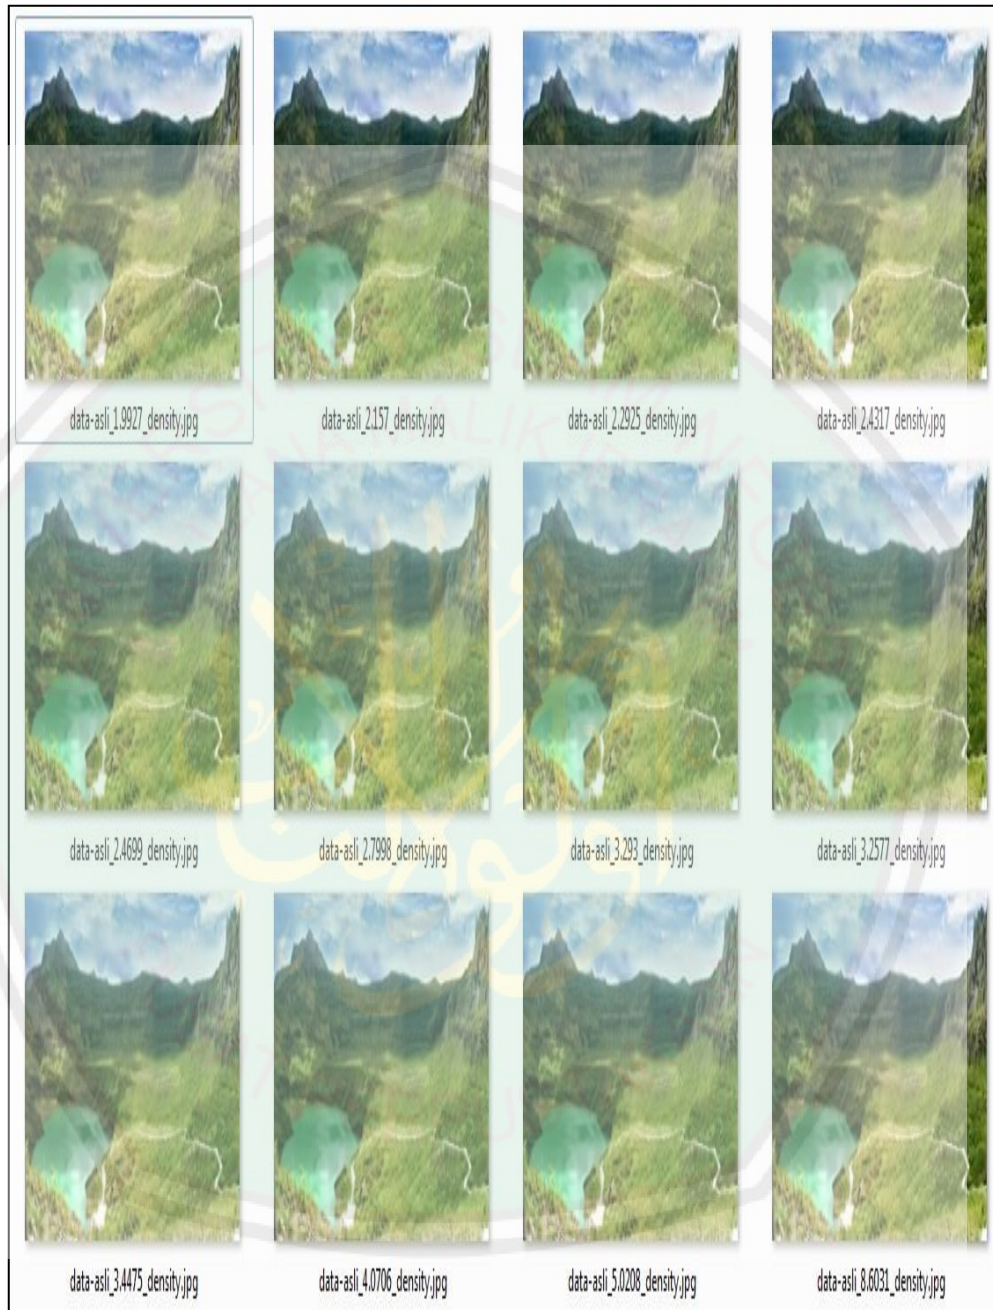 data-asli_1.9927_density.jpg data-asli_2.157_density.jpg data-asli_2.2925_density.jpg data-asli_2.4317_density.jpg
data-asli_2.4699_density.jpg data-asli_2.7998_density.jpg data-asli_3.293_density.jpg data-asli_3.2577_density.jpg
data-asli_3.4475_density.jpg data-asli_4.0706_density.jpg data-asli_5.0208_density.jpg data-asli_8.6031_density.jpg